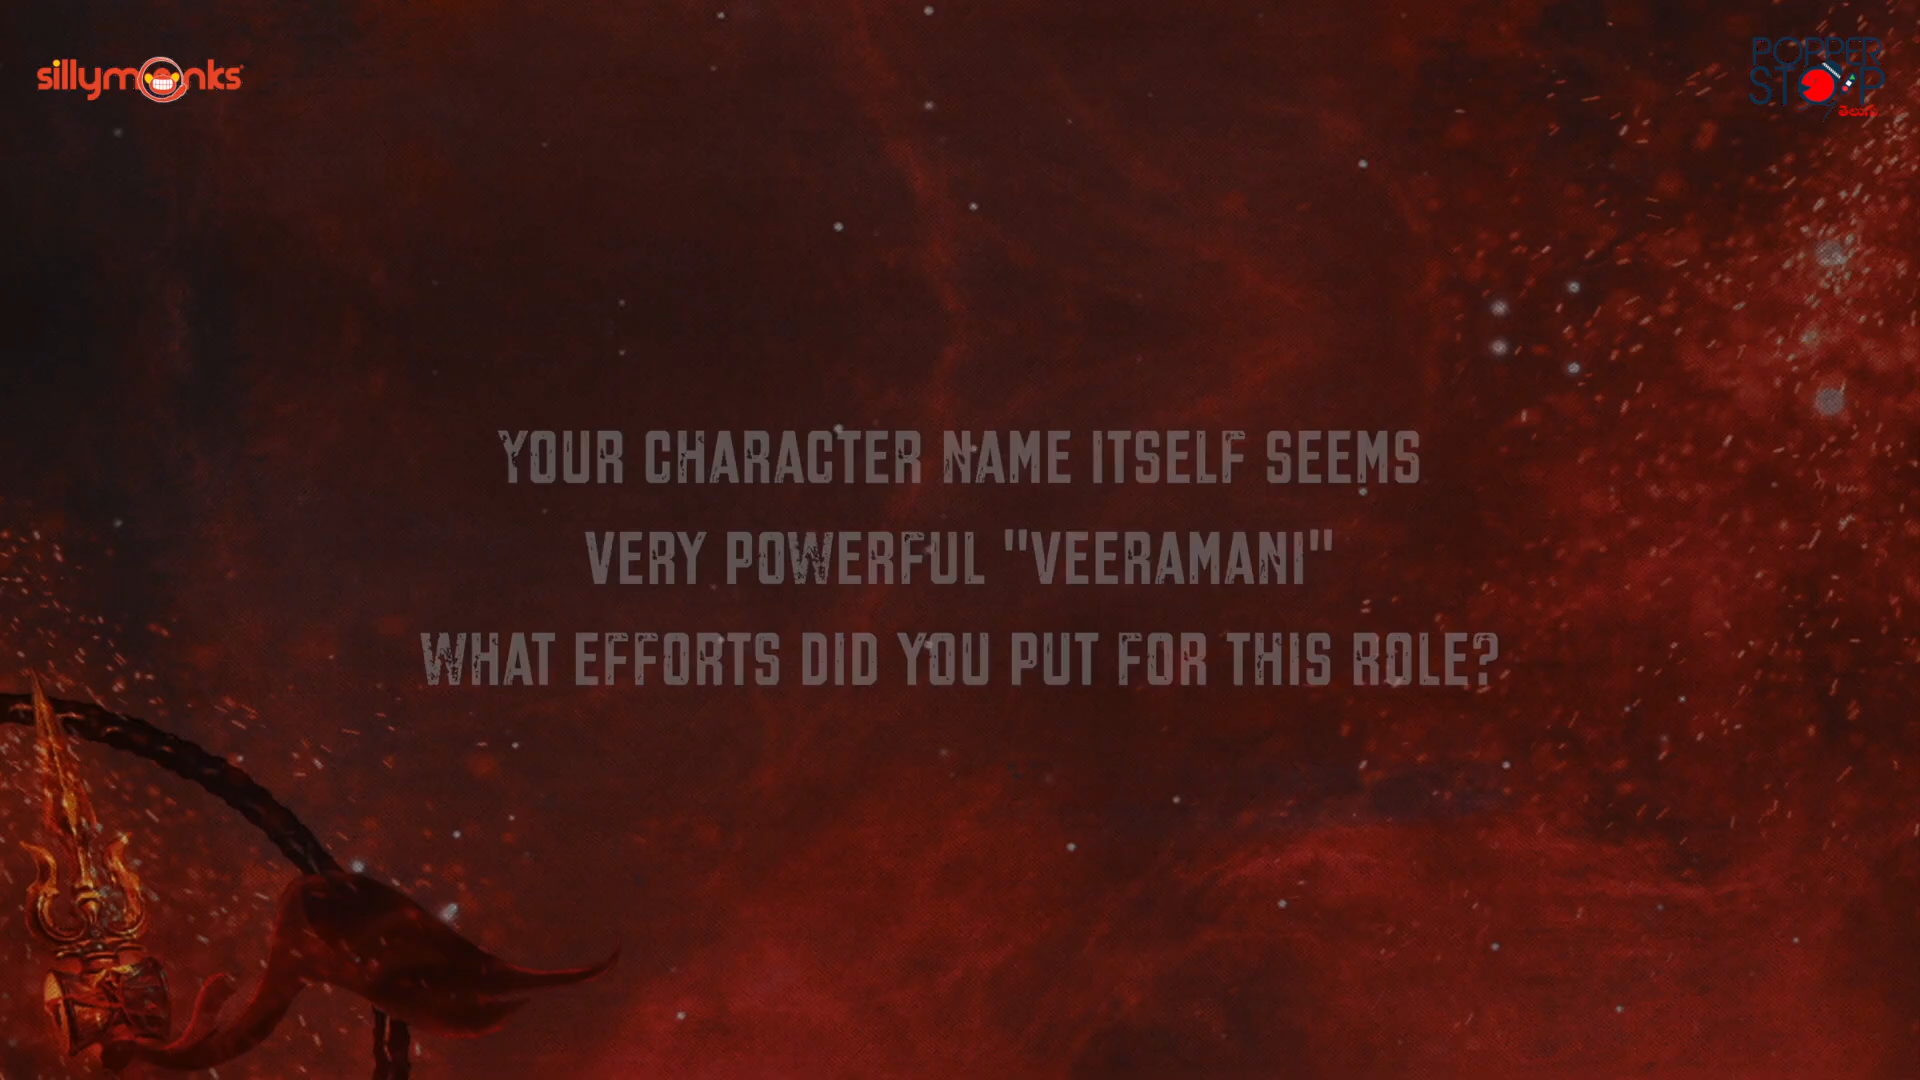 sillymonks
POPPER
STOP
తెలుగు
YOUR CHARACTER NAME ITSELF SEEMS
VERY POWERFUL "VEERAMANI"
WHAT EFFORTS DID YOU PUT FOR THIS ROLE?